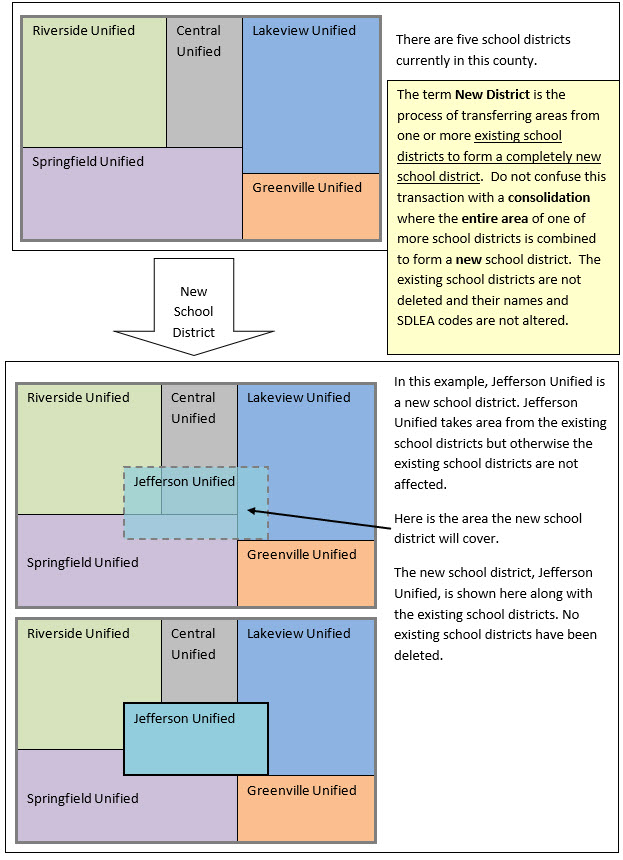 Riverside Unified
Central
Unified
Lakeview Unified
Springfield Unified
Greenville Unified
There are five school districts
currently in this county.
The term New District is the
process of transferring areas from
one or more existing school
districts to form a completely new
school district. Do not confuse this
transaction with a consolidation
where the entire area of one of
more school districts is combined
to form a new school district. The
existing school districts are not
deleted and their names and
SDLEA codes are not altered.
New
School
District
Riverside Unified
Central
Unified
Lakeview Unified
Jefferson Unified
Springfield Unified
Greenville Unified
In this example, Jefferson Unified is
a new school district. Jefferson
Unified takes area from the existing
school districts but otherwise the
existing school districts are not
affected.
Here is the area the new school
district will cover.
The new school district, Jefferson
Unified, is shown here along with
the existing school districts. No
existing school districts have been
deleted.
Riverside Unified
Central
Unified
Lakeview Unified
Jefferson Unified
Springfield Unified
Greenville Unified